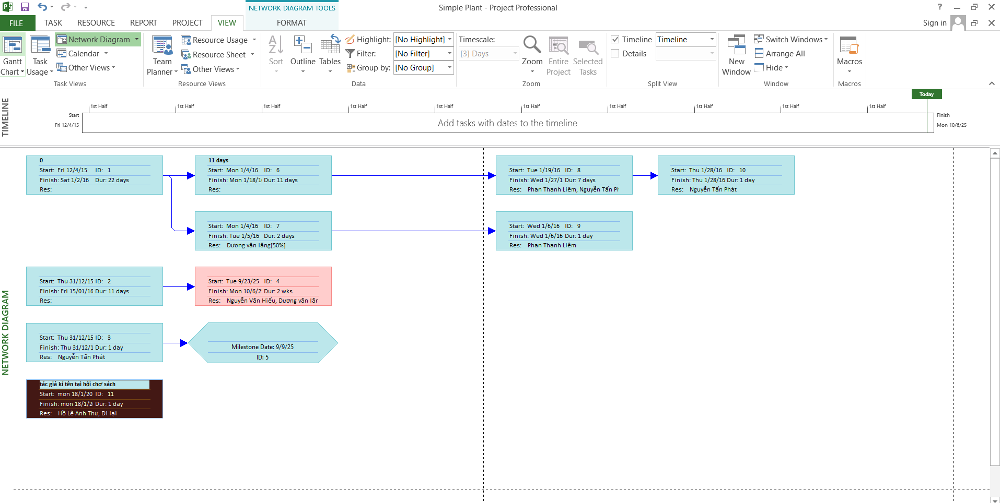 NETWORK DIAGRAM TOOLS
Simple Plant - Project Professional
FILE TASK RESOURCE REPORT PROJECT VIEW FORMAT
Sign in
Gantt Chart
Task Usage
Network Diagram
Calendar
Other Views
Task Views
Team Planner
Resource Usage
Resource Sheet
Other Views
Resource Views
Sort
Outline
Tables
Highlight: [No Highlight]
Filter: [No Filter]
Group by: [No Group]
Data
Timescale:
[3] Days
Zoom
Entire Project
Selected Tasks
Zoom
Timeline Timeline
Details
Split View
New Window
Switch Windows
Arrange All
Hide
Window
Macros
Macros
TIMELINE
Today
1st Half 1st Half 1st Half 1st Half 1st Half 1st Half 1st Half 1st Half 1st Half 1st Half
Start
Fri 12/4/15
Add tasks with dates to the timeline
Finish
Mon 10/6/25
NETWORK DIAGRAM
0
Start: Fri 12/4/15 ID: 1
Finish: Sat 1/2/16 Dur: 22 days
Res:
11 days
Start: Mon 1/4/16 ID: 6
Finish: Mon 1/18/1 Dur: 11 days
Res:
Start: Tue 1/19/16 ID: 8
Finish: Wed 1/27/1 Dur: 7 days
Res: Phan Thanh Liêm, Nguyễn Tấn Pł
Start: Thu 1/28/16 ID: 10
Finish: Thu 1/28/16 Dur: 1 day
Res: Nguyễn Tấn Phát
Start: Mon 1/4/16 ID: 7
Finish: Tue 1/5/16 Dur: 2 days
Res: Dương văn lăng[50%]
Start: Wed 1/6/16 ID: 9
Finish: Wed 1/6/16 Dur: 1 day
Res: Phan Thanh Liêm
Start: Thu 31/12/15 ID: 2
Finish: Fri 15/01/16 Dur: 11 days
Res:
Start: Tue 9/23/25 ID: 4
Finish: Mon 10/6/2 Dur: 2 wks
Res: Nguyễn Văn Hiếu, Dương văn lăr
Start: Thu 31/12/15 ID: 3
Finish: Thu 31/12/1 Dur: 1 day
Res: Nguyễn Tấn Phát
Milestone Date: 9/9/25
ID: 5
tác giả kí tên tại hội chợ sách
Start: mon 18/1/20 ID: 11
Finish: mon 18/1/2 Dur: 1 day
Res: Hồ Lê Anh Thư, Đi lại